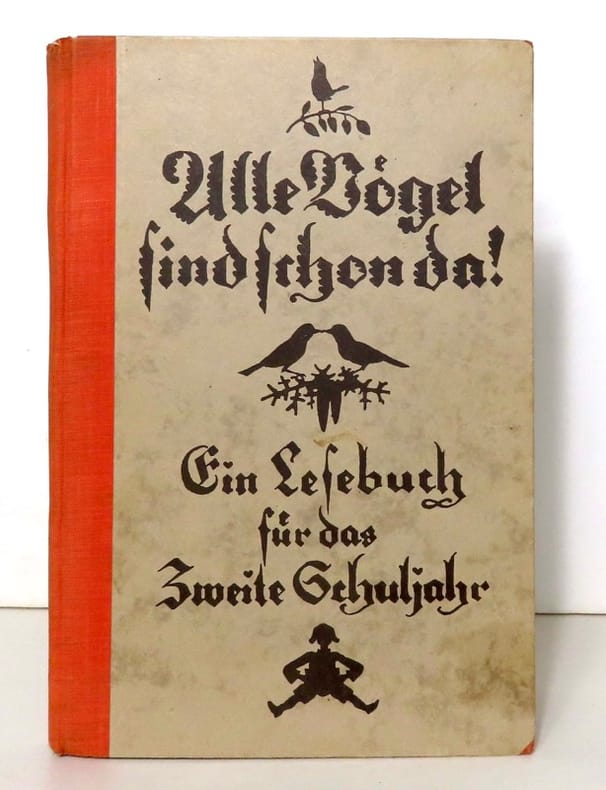 Alle Vögel
sind schon da!
Ein Lesebuch
für das
Zweite Schuljahr